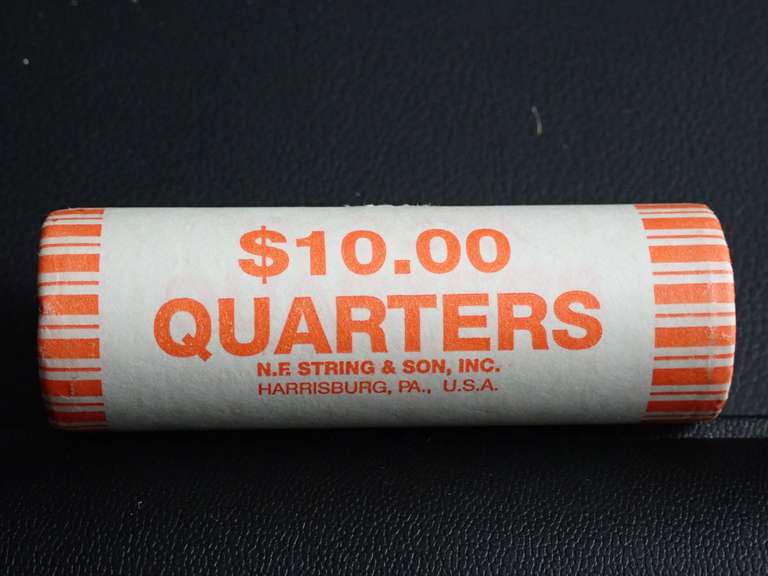 $10.00
QUARTERS
N.F. STRING & SON, INC.
HARRISBURG, PA., U.S.A.